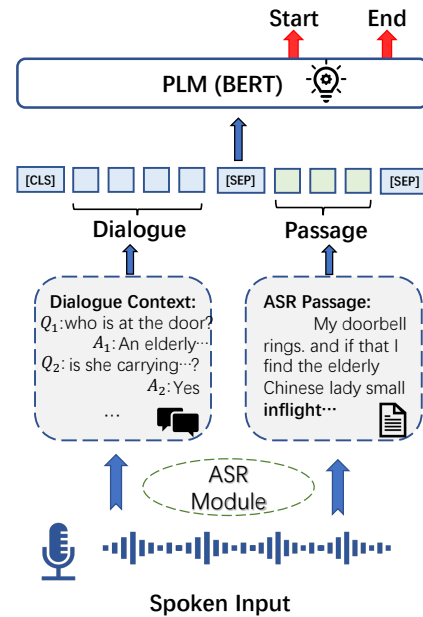 Start End
PLM (BERT)
[CLS] [SEP] [SEP]
Dialogue Passage
Dialogue Context:
Q₁:who is at the door?
A₁: An elderly···
Q₂: is she carrying···?
A₂:Yes
...
ASR Passage:
My doorbell
rings. and if that I
find the elderly
Chinese lady small
inflight···
ASR
Module
Spoken Input